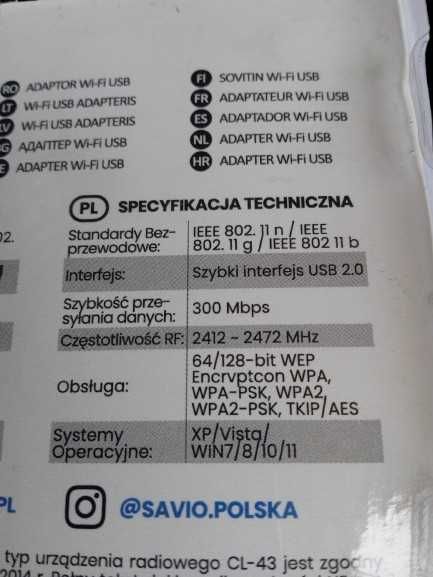 RO ADAPTOR Wi-Fi USB
LT Wi-Fi USB ADAPTERIS
LV Wi-Fi USB ADAPTERIS
АДАПТЕР Wi-Fi USB
ADAPTER Wi-Fi USB
FI SOVITIN Wi-Fi USB
FR ADAPTATEUR Wi-Fi USB
ES ADAPTADOR Wi-Fi USB
NL ADAPTER Wi-Fi USB
HR ADAPTER Wi-Fi USB
PL SPECYFIKACJA TECHNICZNA
02.
Standardy Bez-
przewodowe:
IEEE 802. 11 n / IEEE
802. 11 g / IEEE 802 11 b
Interfejs: Szybki interfejs USB 2.0
Szybkość prze-
syłania danych:
300 Mbps
Częstotliwość RF: 2412 ~ 2472 MHz
Obsługa:
64/128-bit WEP
Encrvptcon WPA,
WPA-PSK, WPA2,
WPA2-PSK, TKIP/AES
Systemy
Operacyjne:
XP/Vista/
WIN7/8/10/11
PL
@SAVIO.POLSKA
typ urządzenia radiowego CL-43 jest zgodny